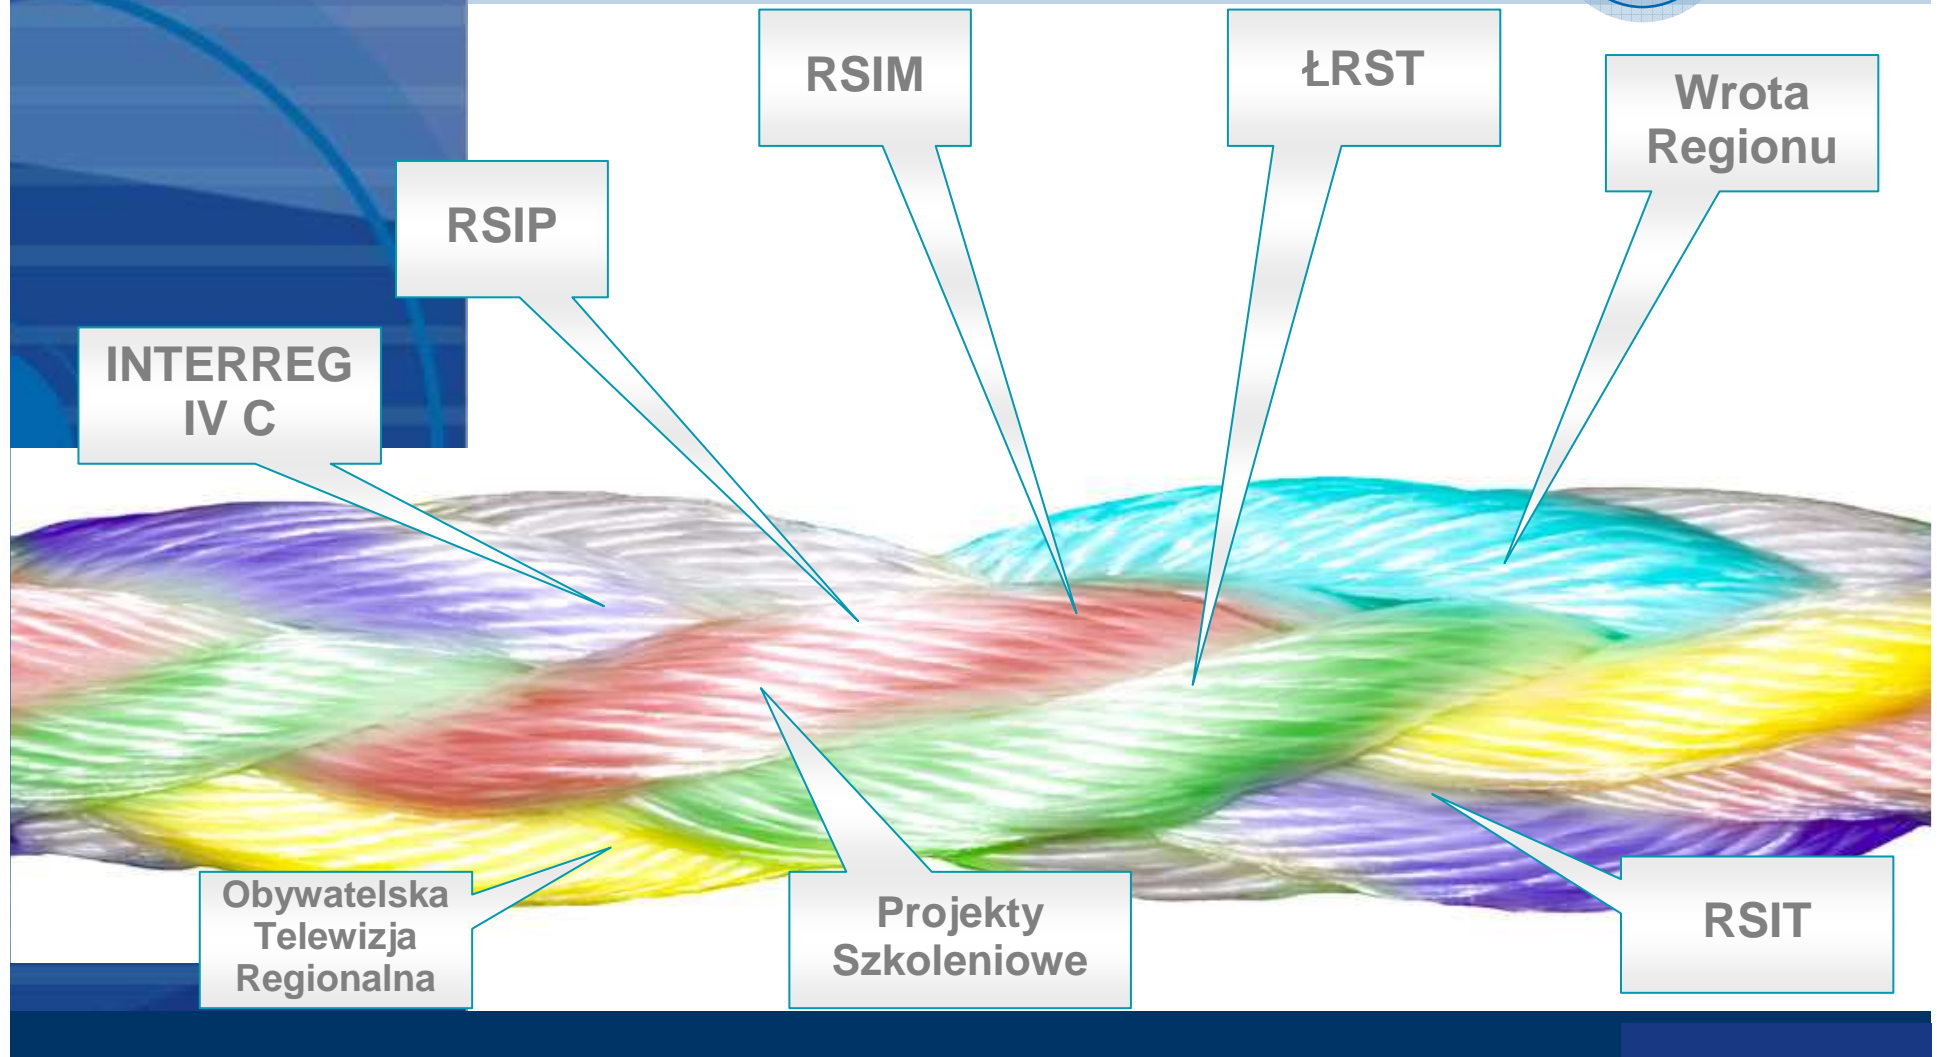 RSIM
ŁRST
Wrota
Regionu
RSIP
INTERREG
IV C
Obywatelska
Telewizja
Regionalna
Projekty
Szkoleniowe
RSIT